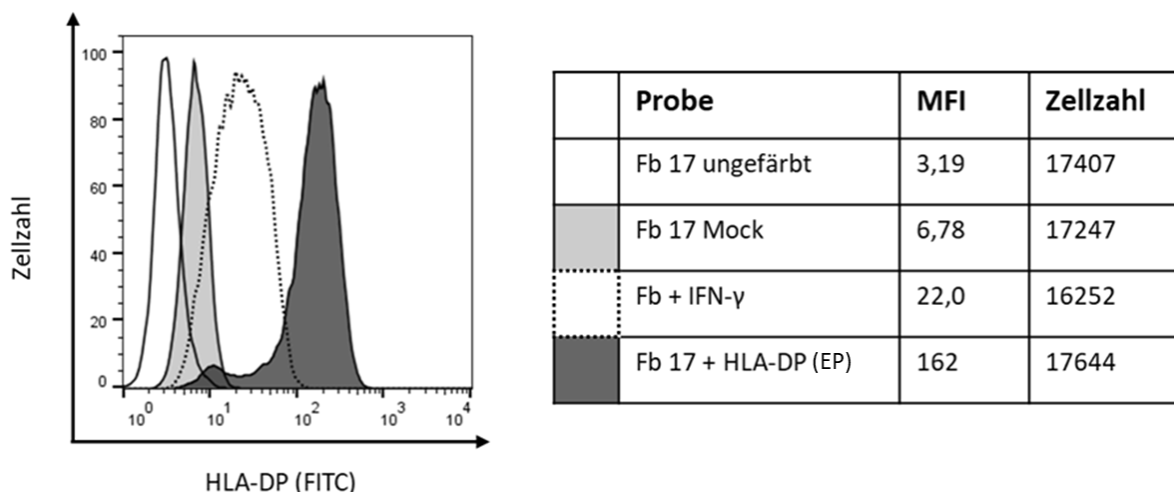 Zellzahl
100
80
60
40
20
0
10^0 10^1 10^2 10^3 10^4
HLA-DP (FITC)
Probe MFI Zellzahl
Fb 17 ungefärbt 3,19 17407
Fb 17 Mock 6,78 17247
Fb + IFN-γ 22,0 16252
Fb 17 + HLA-DP (EP) 162 17644